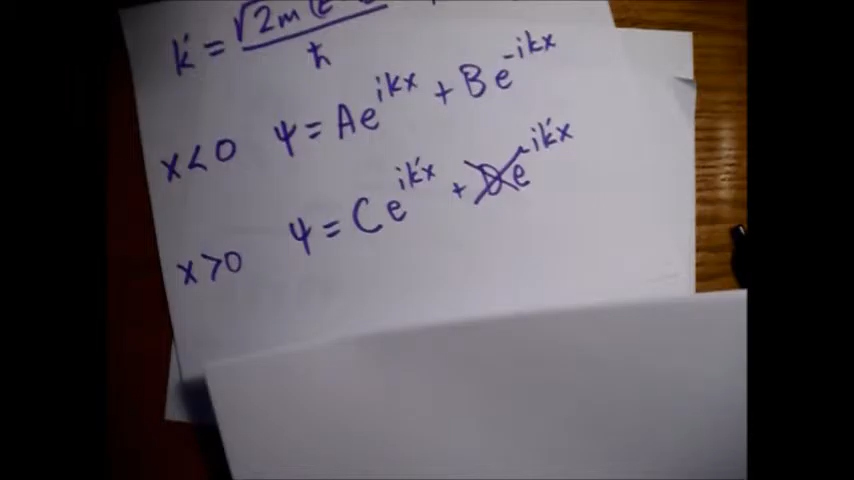 k' = √2m(E
ħ
x<0 ψ = Ae^{ikx} + Be^{-ikx}
x>0 ψ = Ce^{ik'x} + De^{-ik'x}